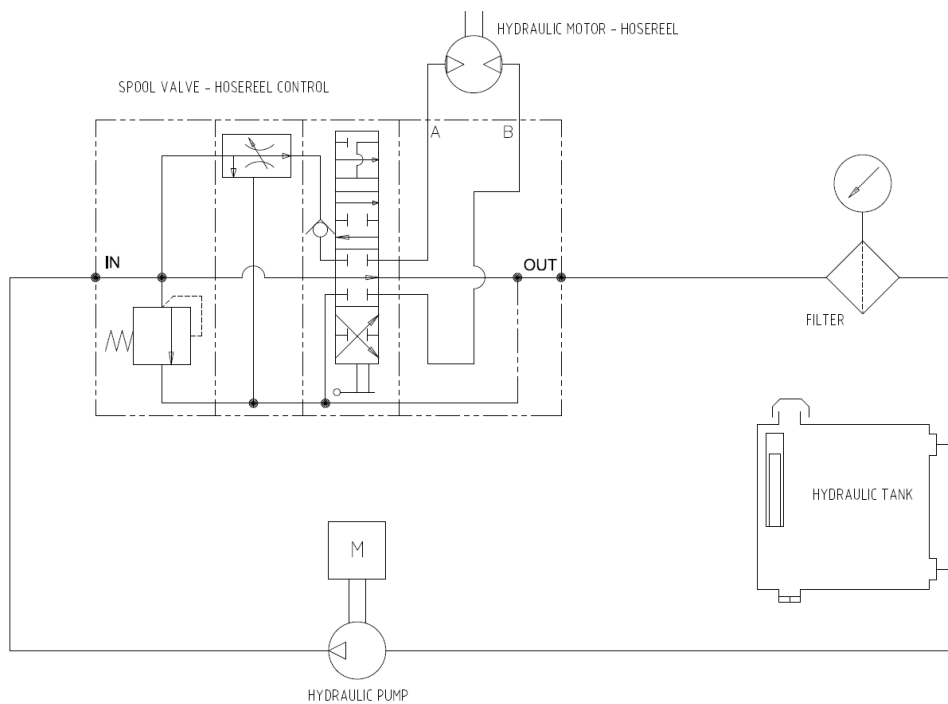 HYDRAULIC MOTOR - HOSEREEL
SPOOL VALVE - HOSEREEL CONTROL
A
B
IN
OUT
FILTER
HYDRAULIC TANK
M
HYDRAULIC PUMP